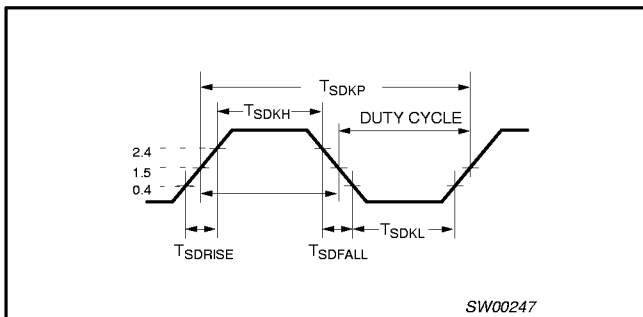 TSDKP
TSDKH
DUTY CYCLE
2.4
1.5
0.4
TSDKL
TSDRISE
TSDFALL
SW00247